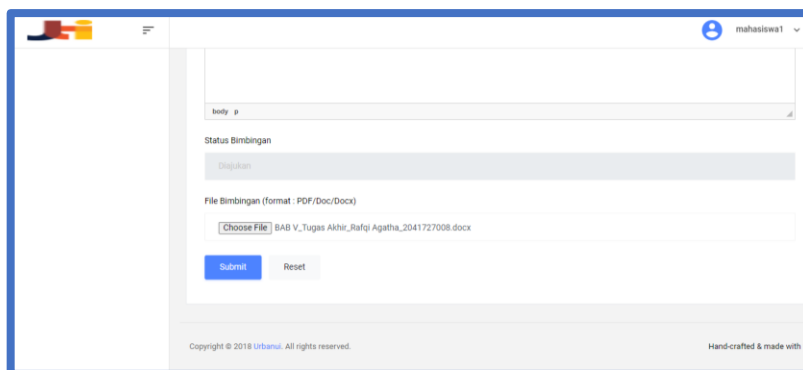 mahasiswa1
body p
Status Bimbingan
Diajukan
File Bimbingan (format : PDF/Doc/Docx)
Choose File BAB V_Tugas Akhir_Rafqi Agatha_2041727008.docx
Submit Reset
Copyright © 2018 Urbanui. All rights reserved. Hand-crafted & made with